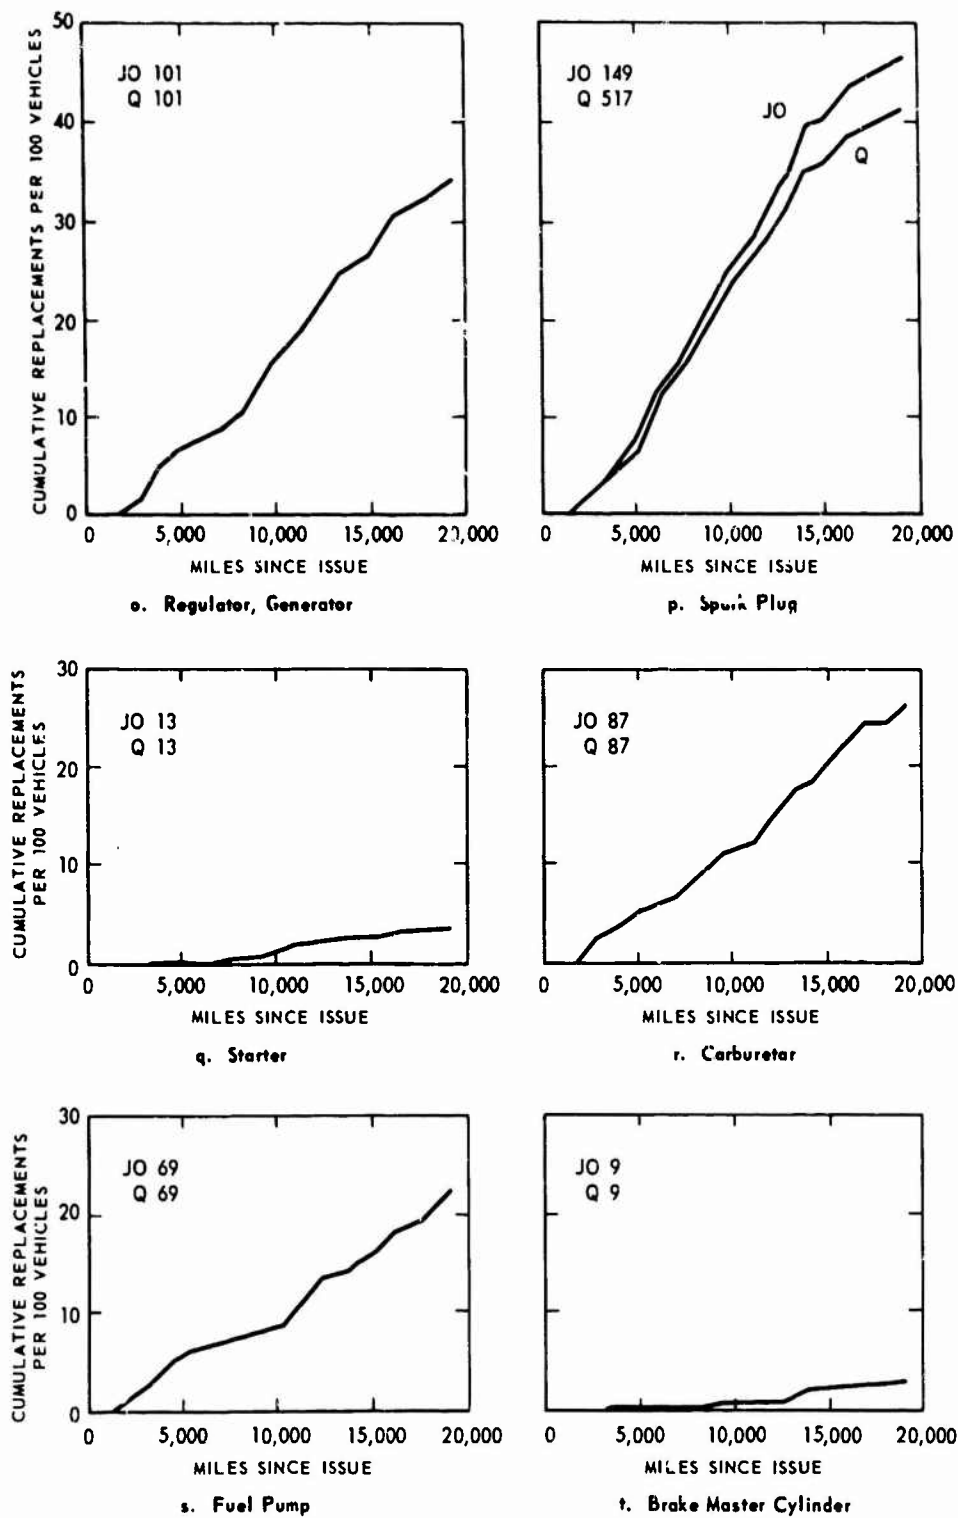 CUMULATIVE REPLACEMENTS PER 100 VEHICLES
50
40
30
20
10
0
JO 101
Q 101
0 5,000 10,000 15,000 20,000
MILES SINCE ISSUE
o. Regulator, Generator
JO 149
Q 517
JO
Q
0 5,000 10,000 15,000 20,000
MILES SINCE ISSUE
p. Spark Plug
CUMULATIVE REPLACEMENTS
PER 100 VEHICLES
30
20
10
0
JO 13
Q 13
0 5,000 10,000 15,000 20,000
MILES SINCE ISSUE
q. Starter
JO 87
Q 87
0 5,000 10,000 15,000 20,000
MILES SINCE ISSUE
r. Carburetar
CUMULATIVE REPLACEMENTS
PER 100 VEHICLES
30
20
10
0
JO 69
Q 69
0 5,000 10,000 15,000 20,000
MILES SINCE ISSUE
s. Fuel Pump
JO 9
Q 9
0 5,000 10,000 15,000 20,000
MILES SINCE ISSUE
t. Brake Master Cylinder